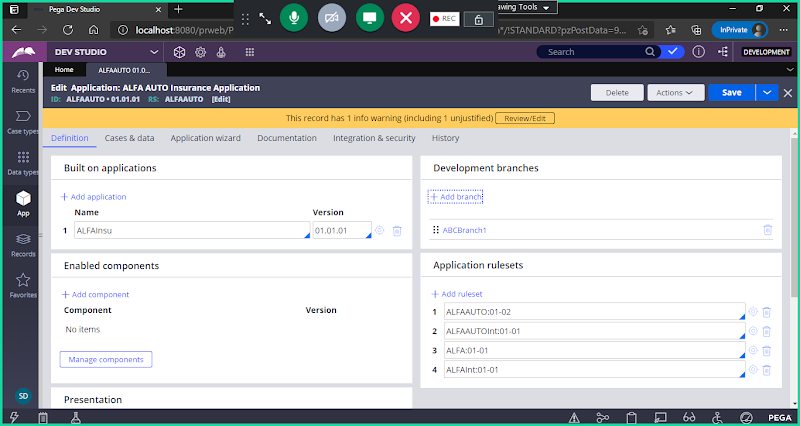 Pega Dev Studio
localhost:8080/prweb/P
REC
aving Tools
*/!STANDARD?pzPostData=9...
InPrivate
DEV STUDIO
Search
DEVELOPMENT
Recents
Case types
Data types
App
Records
Favorites
SD
Home
ALFAAUTO 01.0...
Edit Application: ALFA AUTO Insurance Application
ID: ALFAAUTO • 01.01.01 RS: ALFAAUTO [Edit]
Delete
Actions
Save
This record has 1 info warning (including 1 unjustified) Review/Edit
Definition Cases & data Application wizard Documentation Integration & security History
Built on applications
+ Add application
Name Version
1 ALFAInsu 01.01.01
Enabled components
+ Add component
Component Version
No items
Manage components
Presentation
Development branches
+ Add branch
ABCBranch1
Application rulesets
+ Add ruleset
1 ALFAAUTO:01-02
2 ALFAAUTOInt:01-01
3 ALFA:01-01
4 ALFAInt:01-01
PEGA